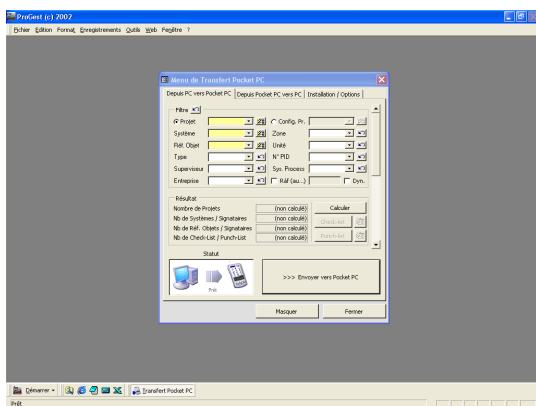 ProGest (c) 2002
Fichier Edition Format Enregistrements Outils Web Fenêtre ?
Menu de Transfert Pocket PC
Depuis PC vers Pocket PC Depuis Pocket PC vers PC Installation / Options
Filtre
Projet Config. Pr.
Système Zone
Réf. Objet Unité
Type N° PID
Superviseur Sys. Process
Entreprise Réf (au...) Dyn.
Résultat
Nombre de Projets (non calculé) Calculer
Nb de Systèmes / Signataires (non calculé) Check-list
Nb de Réf. Objets / Signataires (non calculé) Punch-list
Nb de Check-List / Punch-List (non calculé)
Statut
Prêt
>>> Envoyer vers Pocket PC
Masquer Fermer
Démarrer Transfert Pocket PC
Prêt